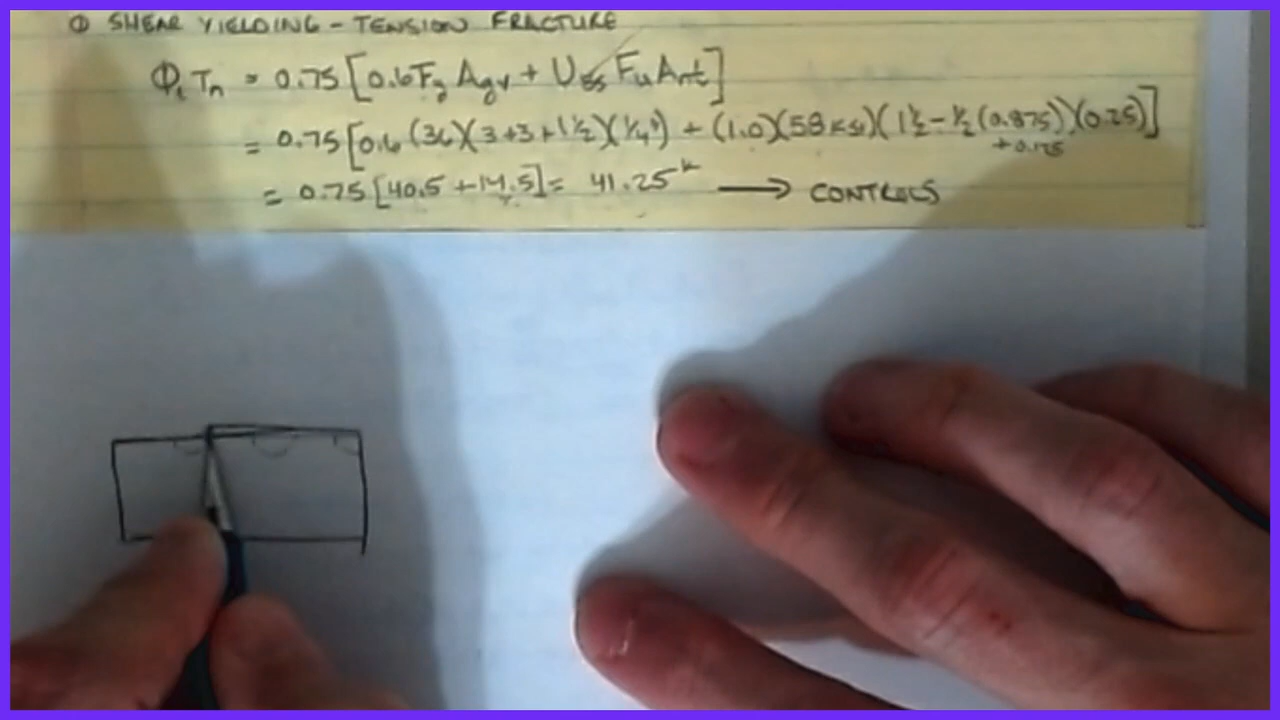 ① SHEAR YIELDING - TENSION FRACTURE
Φt Tn = 0.75 [0.6Fy Agv + Ubs Fu Ant]
= 0.75[0.6 (36)(3+3+1½)(¼") + (1.0)(58 ksi)(1½ - ½(0.875))(0.25)]
+0.125
= 0.75 [40.5 + 14.5] = 41.25ᵏ → CONTROLS